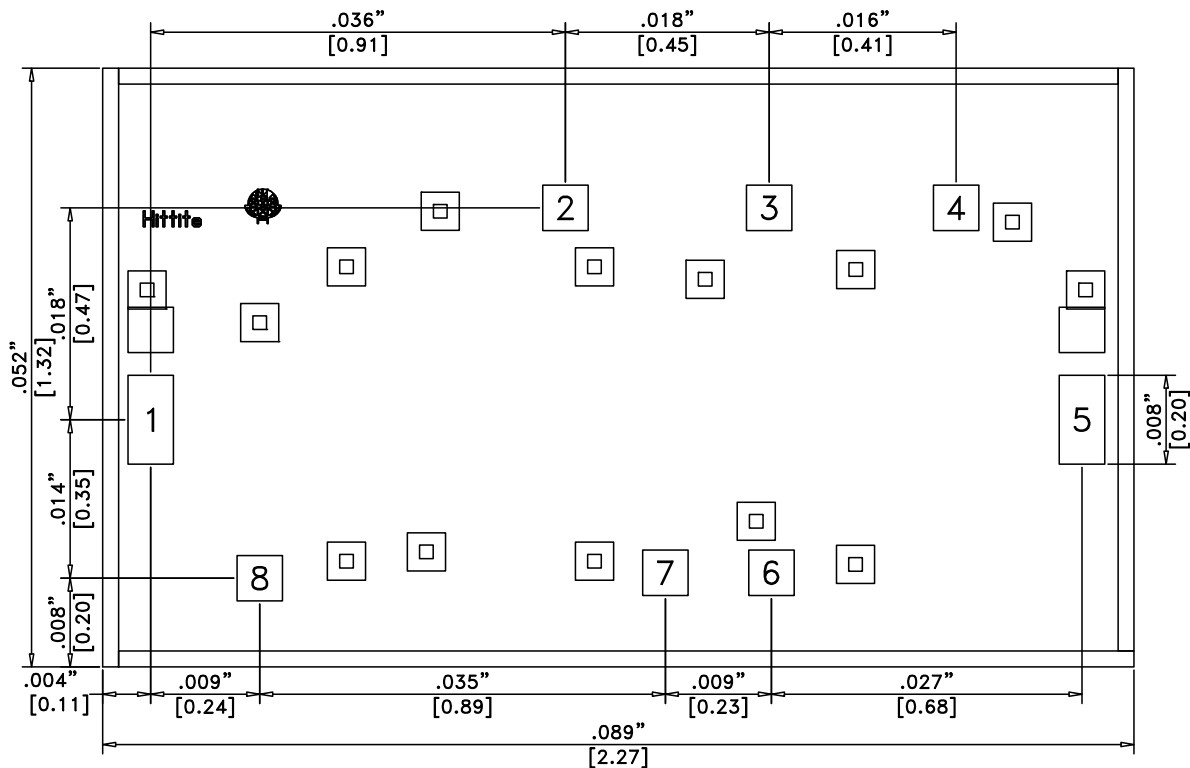 .036” .018” .016”
[0.91] [0.45] [0.41]
2 3 4
Hittite
.018”
[0.47]
.052”
[1.32]
1 5
.008”
[0.20]
.014”
[0.35]
8 7 6
.008”
[0.20]
.004” .009” .035” .009” .027”
[0.11] [0.24] [0.89] [0.23] [0.68]
.089”
[2.27]